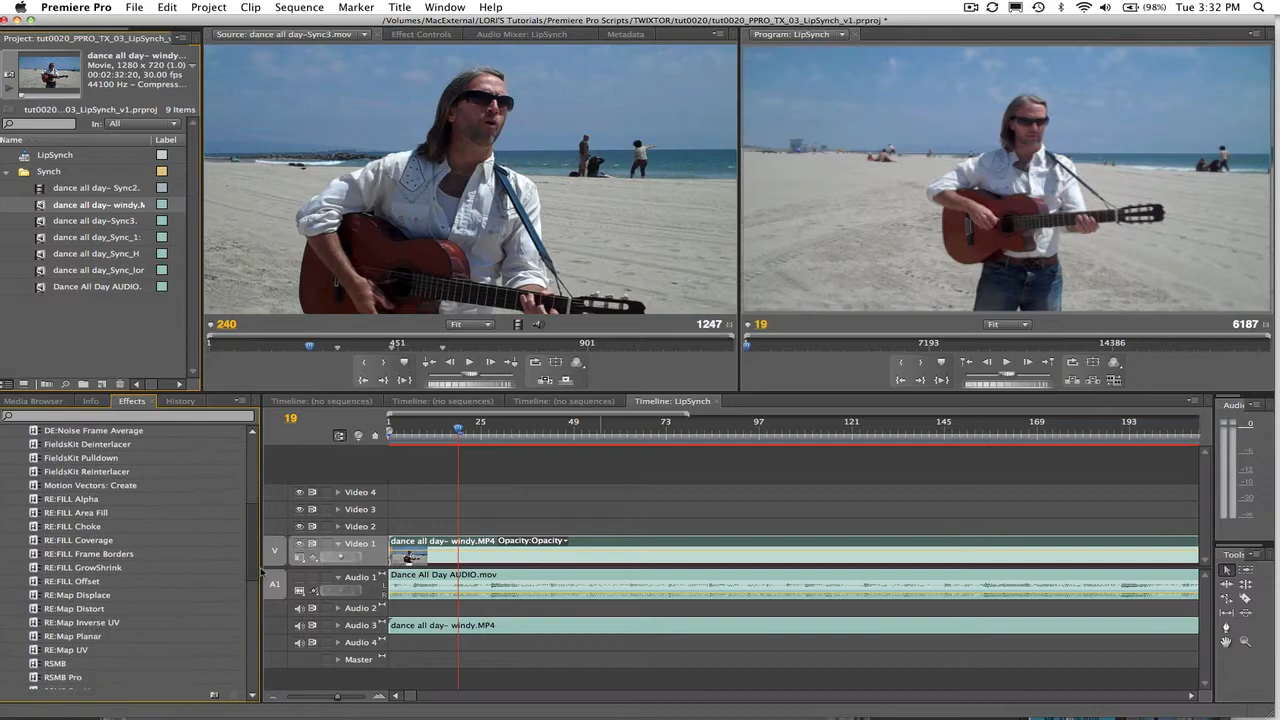 Premiere Pro File Edit Project Clip Sequence Marker Title Window Help (98%) Tue 3:32 PM
/Volumes/MacExternal/LORI'S Tutorials/Premiere Pro Scripts/TWIXTOR/tut0020/tut0020_PPRO_TX_03_LipSynch_v1.prproj *
Project: tut0020_PPRO_TX_03_LipSynch_v
Source: dance all day-Sync3.mov Effect Controls Audio Mixer: LipSynch Metadata
Program: LipSynch
dance all day- windy....
Movie, 1280 x 720 (1.0)
00:02:32:20, 30.00 fps
44100 Hz - Compress...
tut0020...03_LipSynch_v1.prproj 9 Items
In: All
Name Label
LipSynch
Synch
dance all day- Sync2.
dance all day- windy.M
dance all day-Sync3.
dance all day_Sync_1:
dance all day_Sync_H
dance all day_Sync_lor
Dance All Day AUDIO.
240 Fit 1247
1 451 901
19 Fit 6187
1 7193 14386
Media Browser Info Effects History
DE:Noise Frame Average
FieldsKit Deinterlacer
FieldsKit Pulldown
FieldsKit Reinterlacer
Motion Vectors: Create
RE:FILL Alpha
RE:FILL Area Fill
RE:FILL Choke
RE:FILL Coverage
RE:FILL Frame Borders
RE:FILL GrowShrink
RE:FILL Offset
RE:Map Displace
RE:Map Distort
RE:Map Inverse UV
RE:Map Planar
RE:Map UV
RSMB
RSMB Pro
Timeline: (no sequences) Timeline: (no sequences) Timeline: (no sequences) Timeline: LipSynch
19
1 25 49 73 97 121 145 169 193
Video 4
Video 3
Video 2
V Video 1 dance all day- windy.MP4 Opacity:Opacity
A1 Audio 1 Dance All Day AUDIO.mov
L
R
Audio 2
Audio 3 dance all day- windy.MP4
Audio 4
Master
Audio
0
-6
-12
-18
Tools